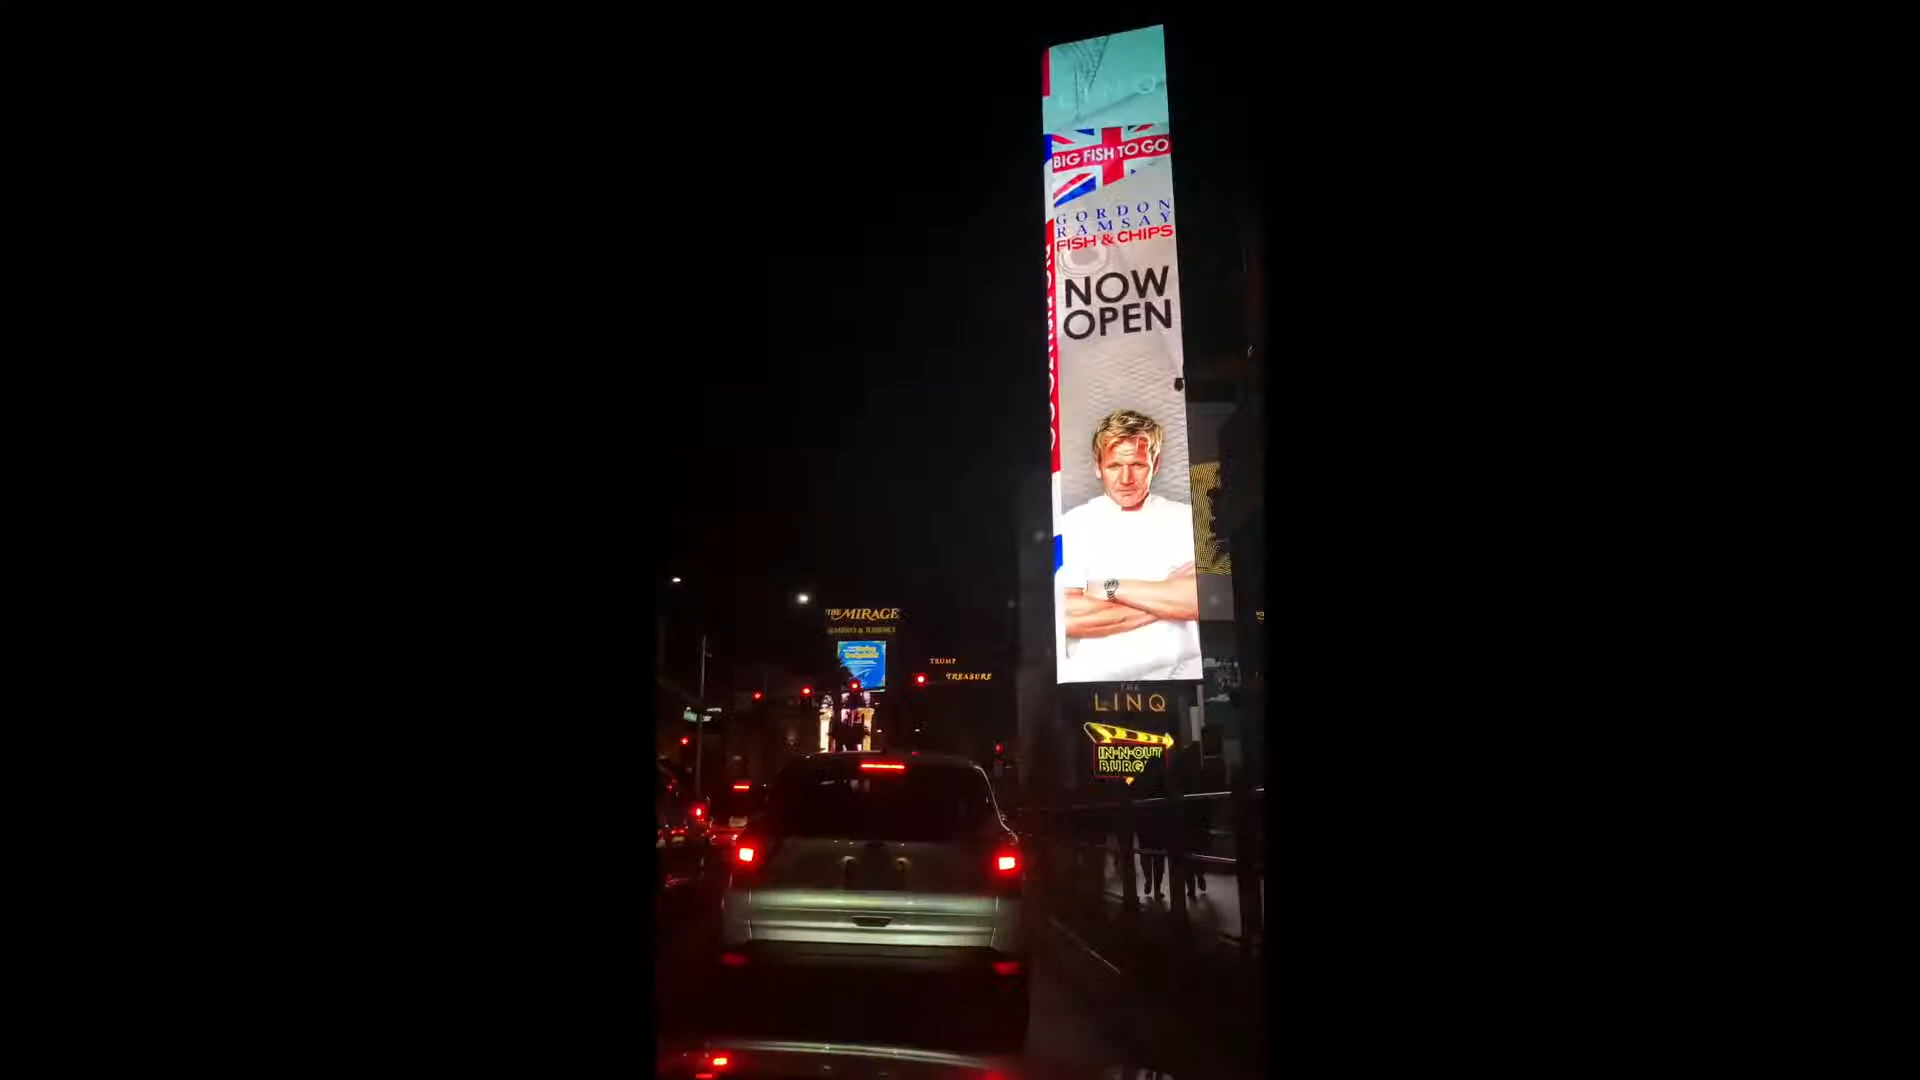 LINQ
BIG FISH TO GO
GORDON
RAMSAY
FISH & CHIPS
NOW
OPEN
THE MIRAGE
TRUMP
TREASURE
THE
LINQ
IN-N-OUT
BURG